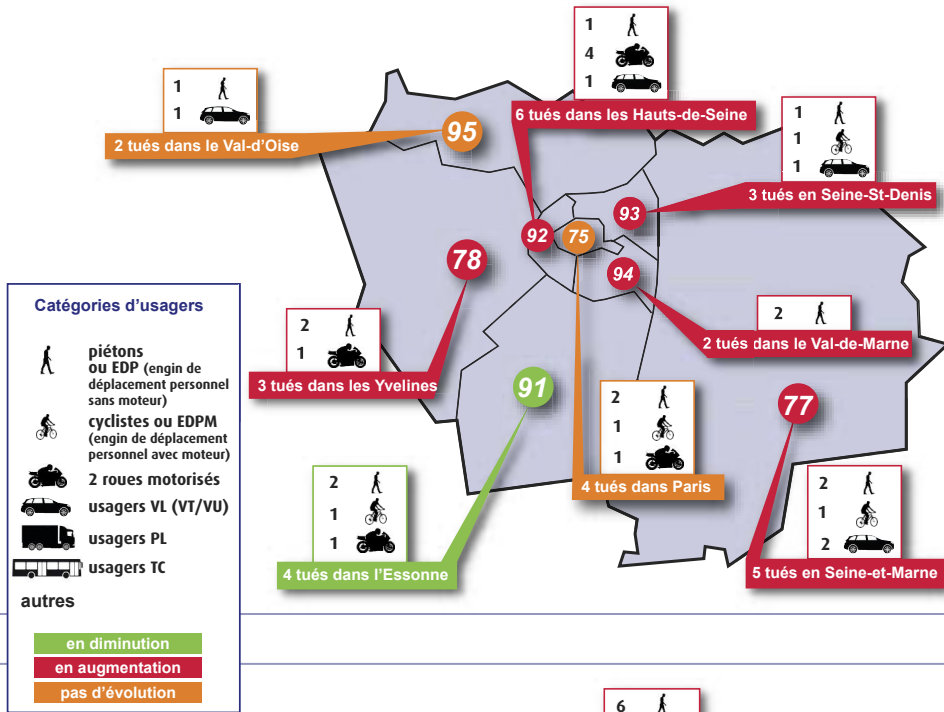 1
4
1
6 tués dans les Hauts-de-Seine
1
1
2 tués dans le Val-d'Oise
95
1
1
1
3 tués en Seine-St-Denis
93
92
75
78
94
2
2 tués dans le Val-de-Marne
2
1
3 tués dans les Yvelines
91
77
2
1
1
4 tués dans Paris
2
1
1
4 tués dans l'Essonne
2
1
2
5 tués en Seine-et-Marne
Catégories d'usagers
piétons
ou EDP (engin de
déplacement personnel
sans moteur)
cyclistes ou EDPM
(engin de déplacement
personnel avec moteur)
2 roues motorisés
usagers VL (VT/VU)
usagers PL
usagers TC
autres
en diminution
en augmentation
pas d'évolution
6